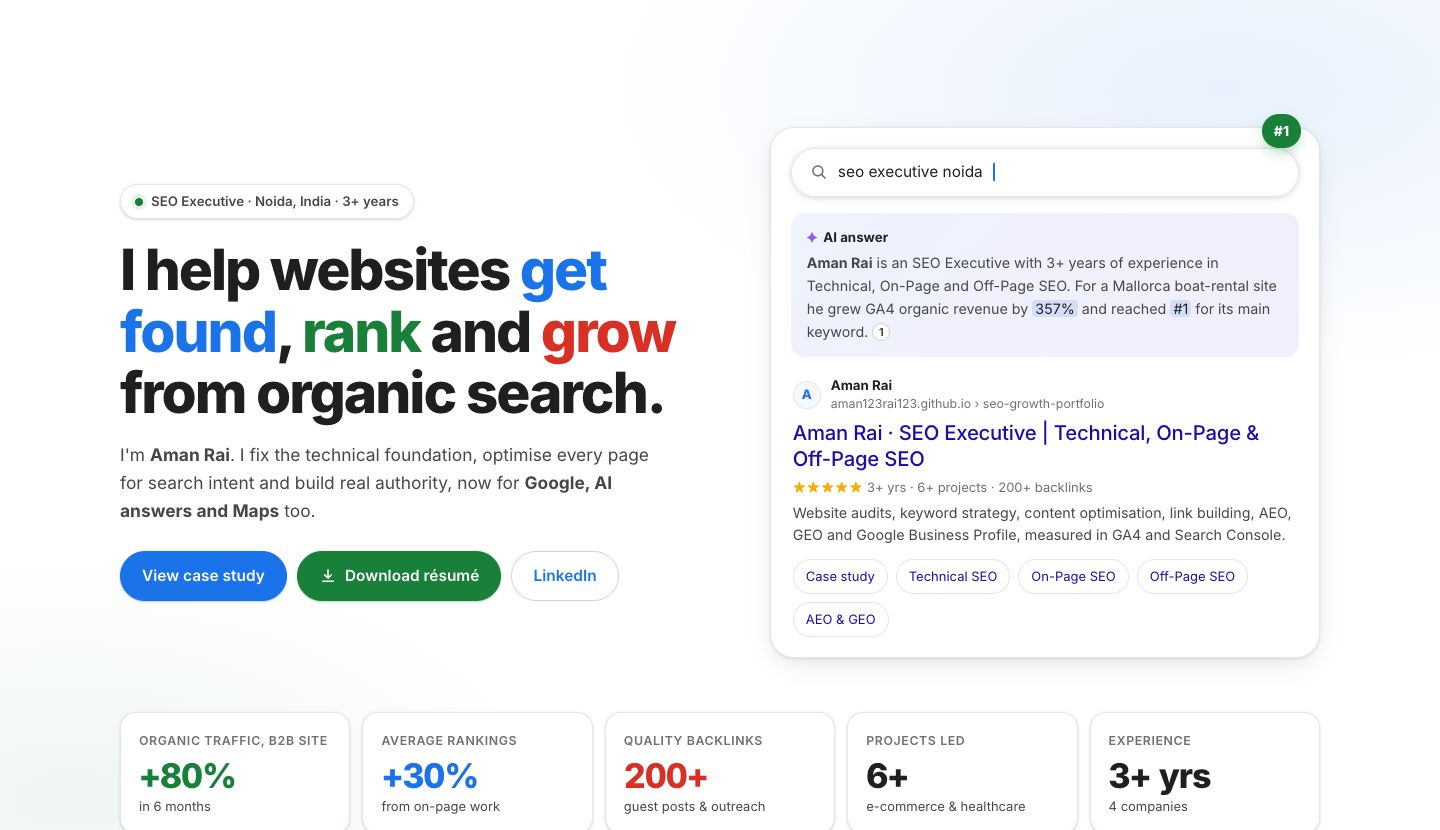 SEO Executive · Noida, India · 3+ years
I help websites get
found, rank and grow
from organic search.
I'm Aman Rai. I fix the technical foundation, optimise every page
for search intent and build real authority, now for Google, AI
answers and Maps too.
View case study
Download résumé
LinkedIn
#1
seo executive noida
AI answer
Aman Rai is an SEO Executive with 3+ years of experience in
Technical, On-Page and Off-Page SEO. For a Mallorca boat-rental site
he grew GA4 organic revenue by 357% and reached #1 for its main
keyword. 1
A
Aman Rai
aman123rai123.github.io › seo-growth-portfolio
Aman Rai · SEO Executive | Technical, On-Page &
Off-Page SEO
★★★★★ 3+ yrs · 6+ projects · 200+ backlinks
Website audits, keyword strategy, content optimisation, link building, AEO,
GEO and Google Business Profile, measured in GA4 and Search Console.
Case study
Technical SEO
On-Page SEO
Off-Page SEO
AEO & GEO
ORGANIC TRAFFIC, B2B SITE
+80%
in 6 months
AVERAGE RANKINGS
+30%
from on-page work
QUALITY BACKLINKS
200+
guest posts & outreach
PROJECTS LED
6+
e-commerce & healthcare
EXPERIENCE
3+ yrs
4 companies